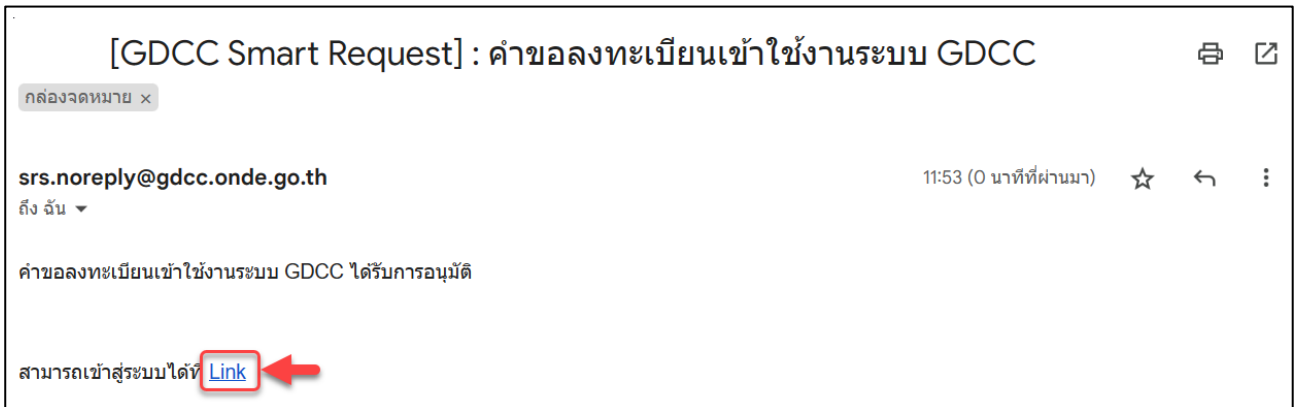 [GDCC Smart Request] : คำขอลงทะเบียนเข้าใช้งานระบบ GDCC
กล่องจดหมาย ×
srs.noreply@gdcc.onde.go.th 11:53 (0 นาทีที่ผ่านมา)
ถึง ฉัน
คำขอลงทะเบียนเข้าใช้งานระบบ GDCC ได้รับการอนุมัติ
สามารถเข้าสู่ระบบได้ที่ Link